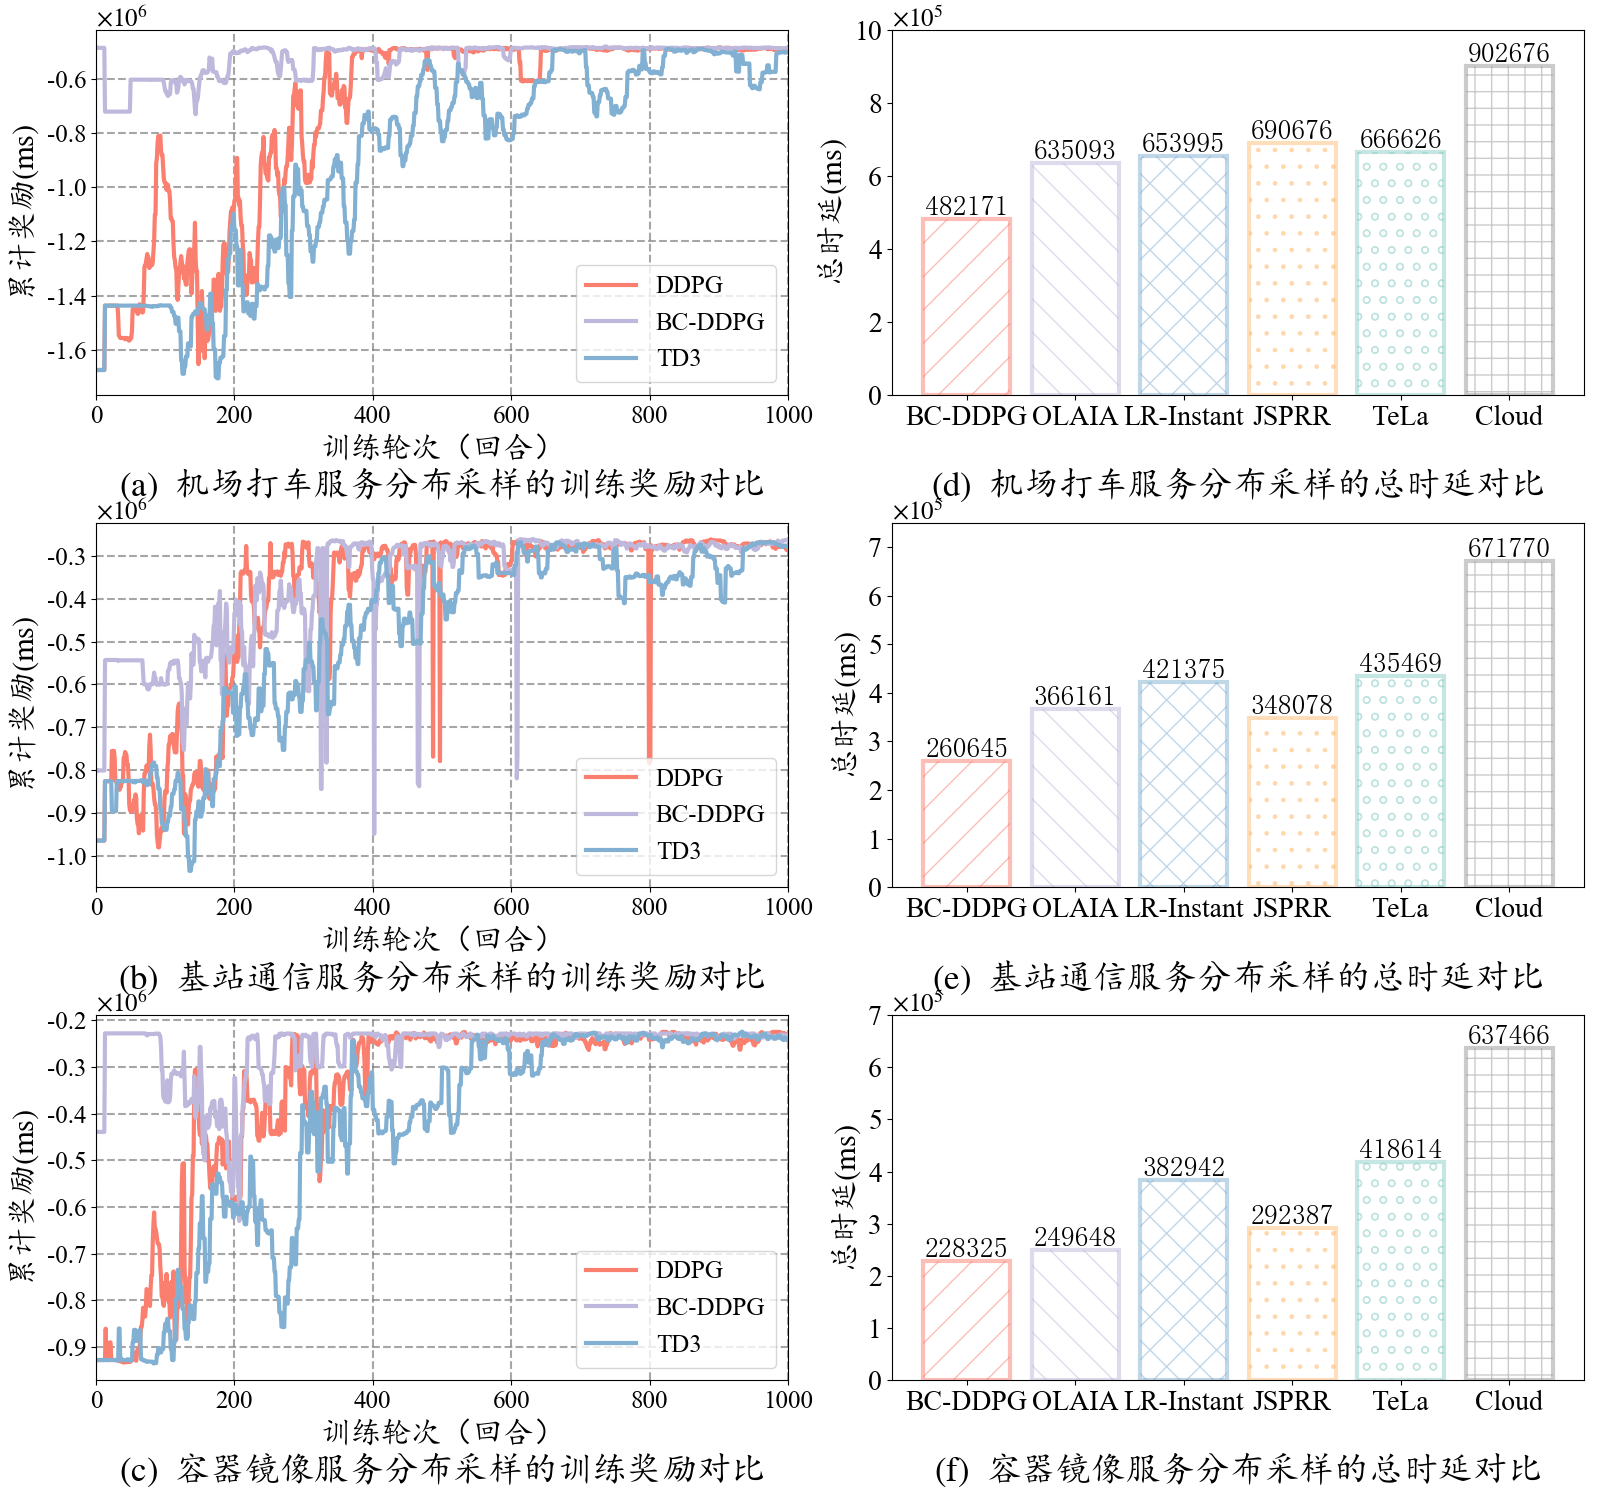 ×10⁶
累计奖励(ms)
-0.6
-0.8
-1.0
-1.2
-1.4
-1.6
DDPG
BC-DDPG
TD3
0 200 400 600 800 1000
训练轮次（回合）
(a) 机场打车服务分布采样的训练奖励对比
×10⁵
总时延(ms)
10
8
6
4
2
0
482171
635093
653995
690676
666626
902676
BC-DDPG OLAIA LR-Instant JSPRR TeLa Cloud
(d) 机场打车服务分布采样的总时延对比
×10⁶
累计奖励(ms)
-0.3
-0.4
-0.5
-0.6
-0.7
-0.8
-0.9
-1.0
DDPG
BC-DDPG
TD3
0 200 400 600 800 1000
训练轮次（回合）
(b) 基站通信服务分布采样的训练奖励对比
×10⁵
总时延(ms)
7
6
5
4
3
2
1
0
260645
366161
421375
348078
435469
671770
BC-DDPG OLAIA LR-Instant JSPRR TeLa Cloud
(e) 基站通信服务分布采样的总时延对比
×10⁶
累计奖励(ms)
-0.2
-0.3
-0.4
-0.5
-0.6
-0.7
-0.8
-0.9
DDPG
BC-DDPG
TD3
0 200 400 600 800 1000
训练轮次（回合）
(c) 容器镜像服务分布采样的训练奖励对比
×10⁵
总时延(ms)
7
6
5
4
3
2
1
0
228325
249648
382942
292387
418614
637466
BC-DDPG OLAIA LR-Instant JSPRR TeLa Cloud
(f) 容器镜像服务分布采样的总时延对比